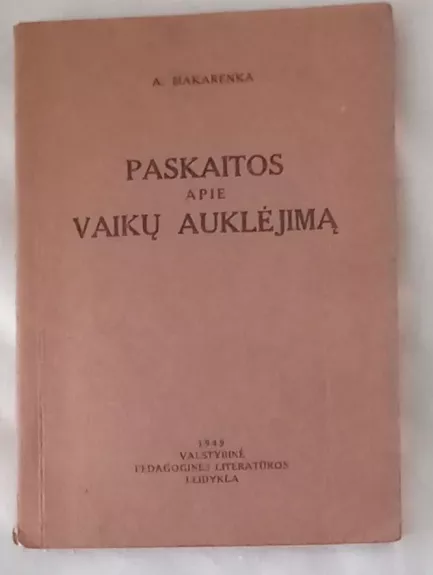 A. MAKARENKA
PASKAITOS
APIE
VAIKŲ AUKLĖJIMĄ
1949
VALSTYBINĖ
PEDAGOGINĖS LITERATŪROS
LEIDYKLA